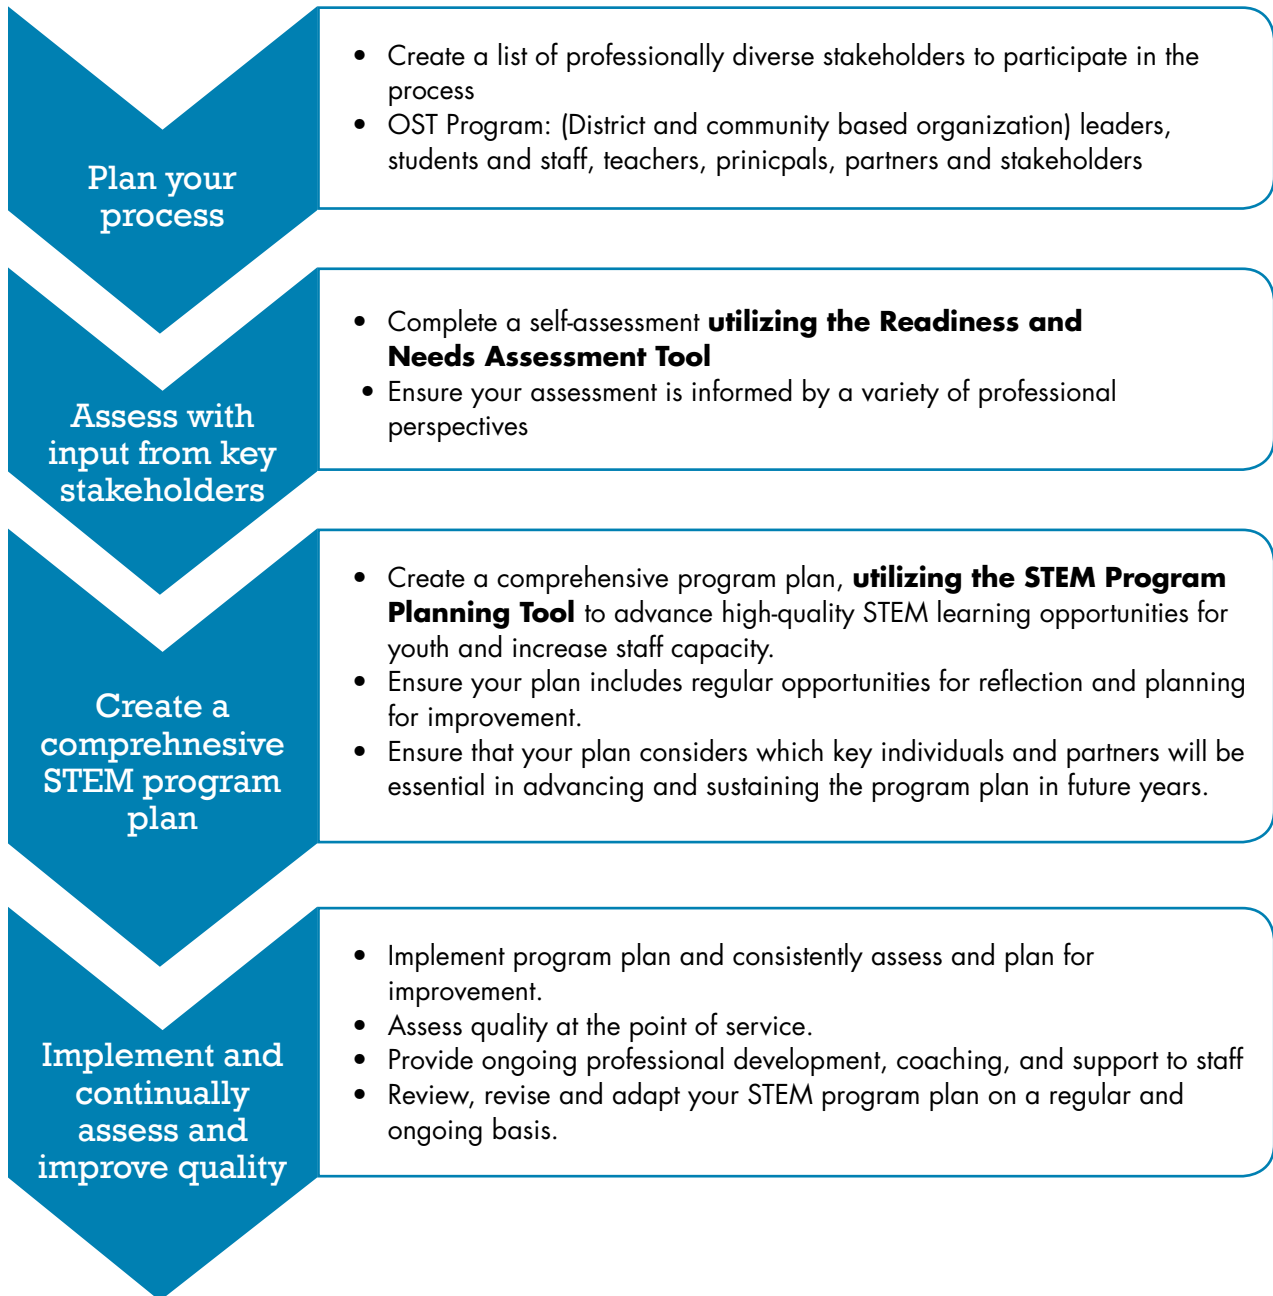 Plan your
process
• Create a list of professionally diverse stakeholders to participate in the
process
• OST Program: (District and community based organization) leaders,
students and staff, teachers, prinicpals, partners and stakeholders
Assess with
input from key
stakeholders
• Complete a self-assessment utilizing the Readiness and
Needs Assessment Tool
• Ensure your assessment is informed by a variety of professional
perspectives
Create a
comprehnesive
STEM program
plan
• Create a comprehensive program plan, utilizing the STEM Program
Planning Tool to advance high-quality STEM learning opportunities for
youth and increase staff capacity.
• Ensure your plan includes regular opportunities for reflection and planning
for improvement.
• Ensure that your plan considers which key individuals and partners will be
essential in advancing and sustaining the program plan in future years.
Implement and
continually
assess and
improve quality
• Implement program plan and consistently assess and plan for
improvement.
• Assess quality at the point of service.
• Provide ongoing professional development, coaching, and support to staff
• Review, revise and adapt your STEM program plan on a regular and
ongoing basis.